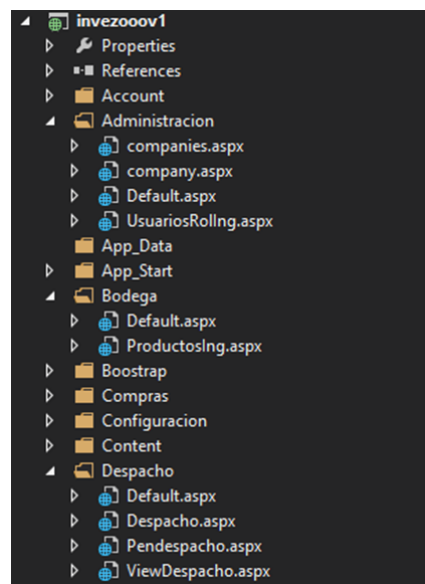 invezooov1
Properties
References
Account
Administracion
companies.aspx
company.aspx
Default.aspx
UsuariosRolIng.aspx
App_Data
App_Start
Bodega
Default.aspx
ProductosIng.aspx
Boostrap
Compras
Configuracion
Content
Despacho
Default.aspx
Despacho.aspx
Pendespacho.aspx
ViewDespacho.aspx